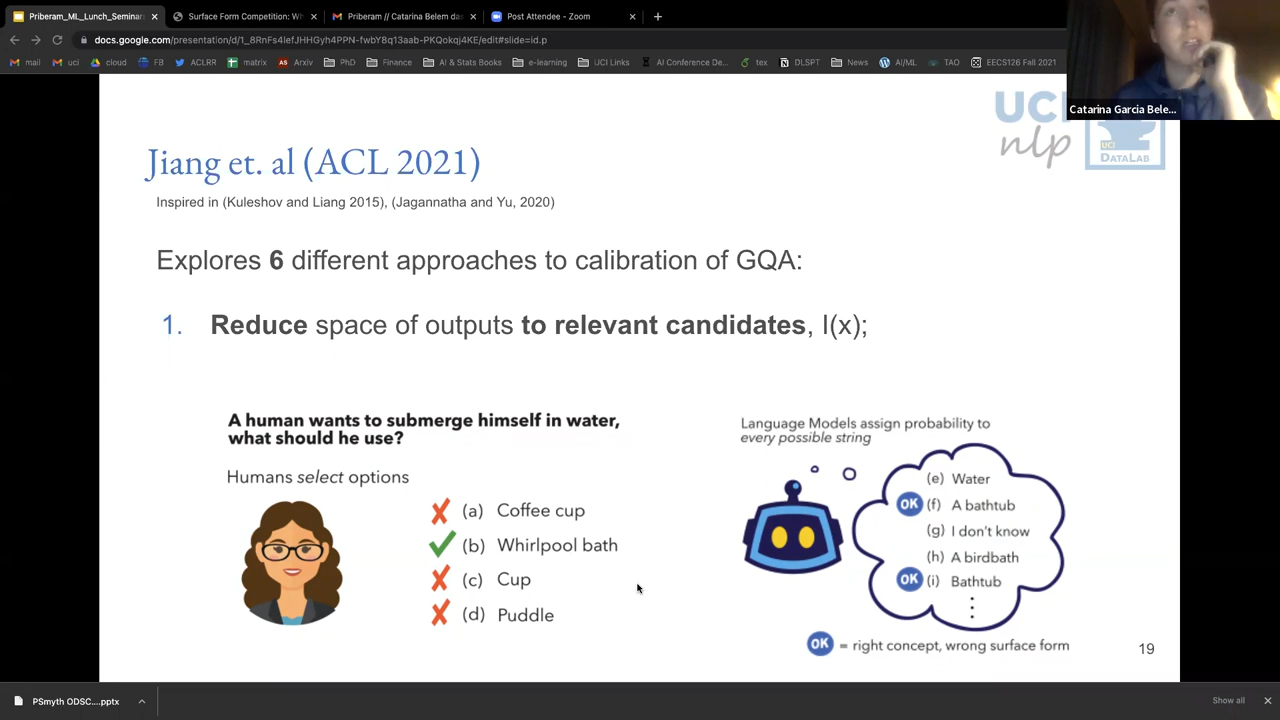 Priberam_ML_Lunch_Seminar
Surface Form Competition: Wh
Priberam // Catarina Belem das
Post Attendee - Zoom
docs.google.com/presentation/d/1_8RnFs4lefJHHGyh4PPN-fwbY8q13aab-PKQokqj4KE/edit#slide=id.p
mail
uci
cloud
FB
ACLRR
matrix
Arxiv
PhD
Finance
AI & Stats Books
e-learning
UCI Links
AI Conference De...
tex
DLSPT
News
AI/ML
TAO
EECS126 Fall 2021
Catarina Garcia Bele...
UCI
nlp
UCI
DATALAB
Jiang et. al (ACL 2021)
Inspired in (Kuleshov and Liang 2015), (Jagannatha and Yu, 2020)
Explores 6 different approaches to calibration of GQA:
1. Reduce space of outputs to relevant candidates, I(x);
A human wants to submerge himself in water,
what should he use?
Humans select options
(a) Coffee cup
(b) Whirlpool bath
(c) Cup
(d) Puddle
Language Models assign probability to
every possible string
(e) Water
OK (f) A bathtub
(g) I don't know
(h) A birdbath
OK (i) Bathtub
OK = right concept, wrong surface form
19
PSmyth ODSC....pptx
Show all